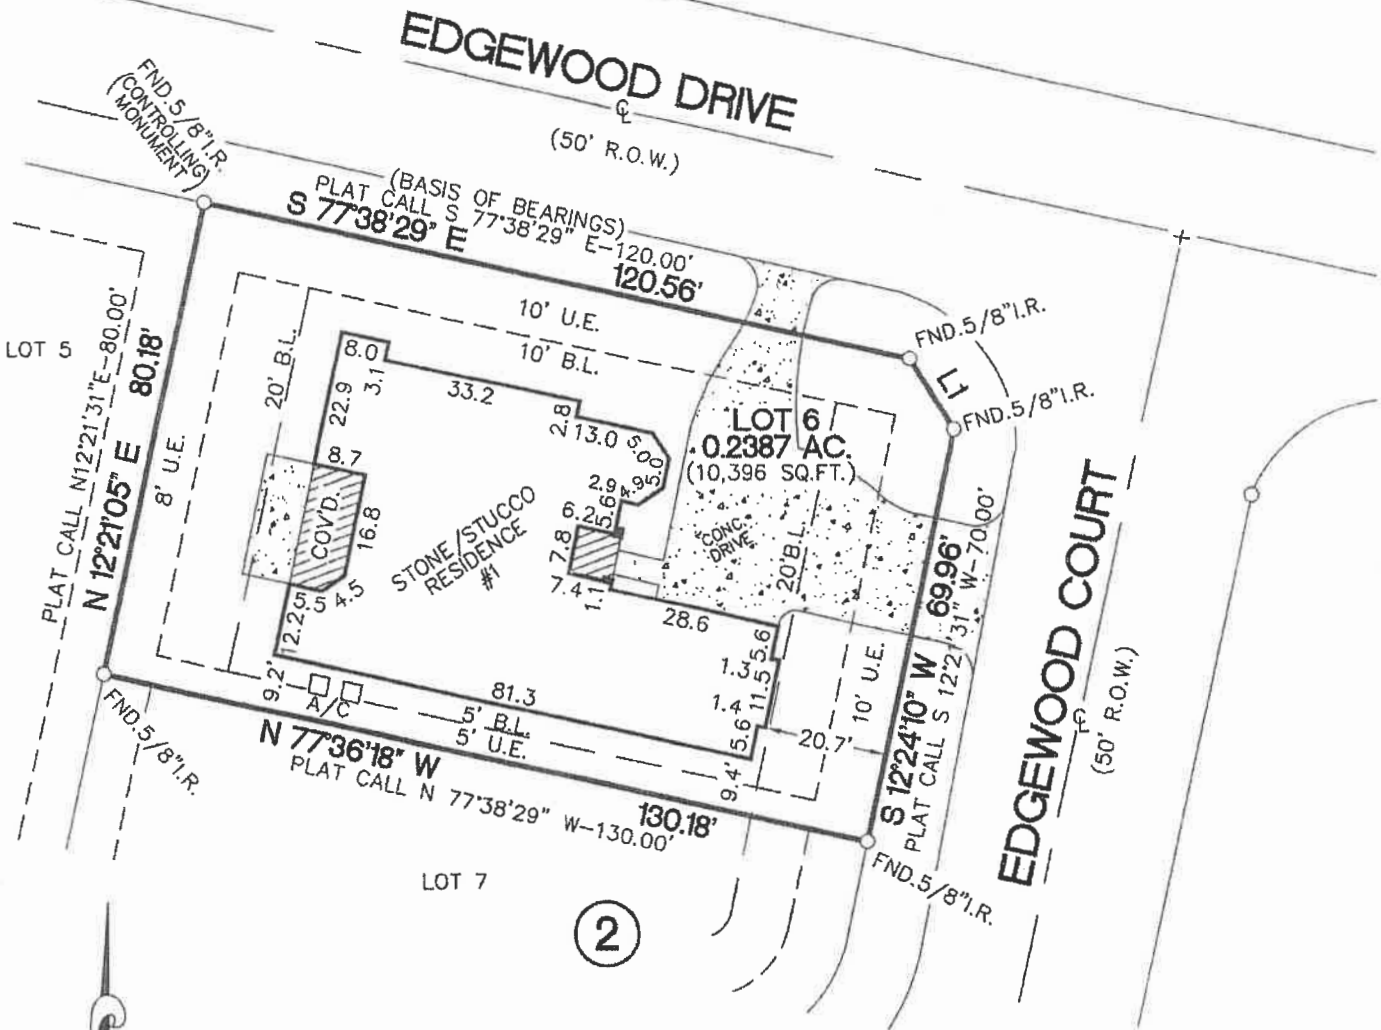 EDGEWOOD DRIVE
℄
(50' R.O.W.)
FND.5/8"I.R.
(CONTROLLING
MONUMENT)
(BASIS OF BEARINGS)
PLAT CALL S 77°38'29" E-120.00'
S 77°38'29" E
120.56'
10' U.E.
10' B.L.
FND.5/8"I.R.
L1
FND.5/8"I.R.
LOT 5
PLAT CALL N12°21'31"E-80.00'
N 12°21'05" E 80.18'
8' U.E.
20' B.L.
8.0
3.1
22.9
33.2
2.8
13.0
5.0
5.0
4.9
2.9
5.6
6.2
7.8
7.4
1.1
8.7
COV'D.
16.8
4.5
5.5
12.2
STONE/STUCCO
RESIDENCE
#1
LOT 6
0.2387 AC.
(10,396 SQ.FT.)
CONC.
DRIVE
20'B.L.
28.6
5.6
1.3
11.5
1.4
5.6
20.7'
10' U.E.
69.96'
S 12°24'10" W
PLAT CALL S 12°21'31" W-70.00'
EDGEWOOD COURT
℄
(50' R.O.W.)
9.2'
A/C
81.3
5' B.L.
5' U.E.
9.4'
N 77°36'18" W
130.18'
PLAT CALL N 77°38'29" W-130.00'
FND.5/8"I.R.
FND.5/8"I.R.
LOT 7
2